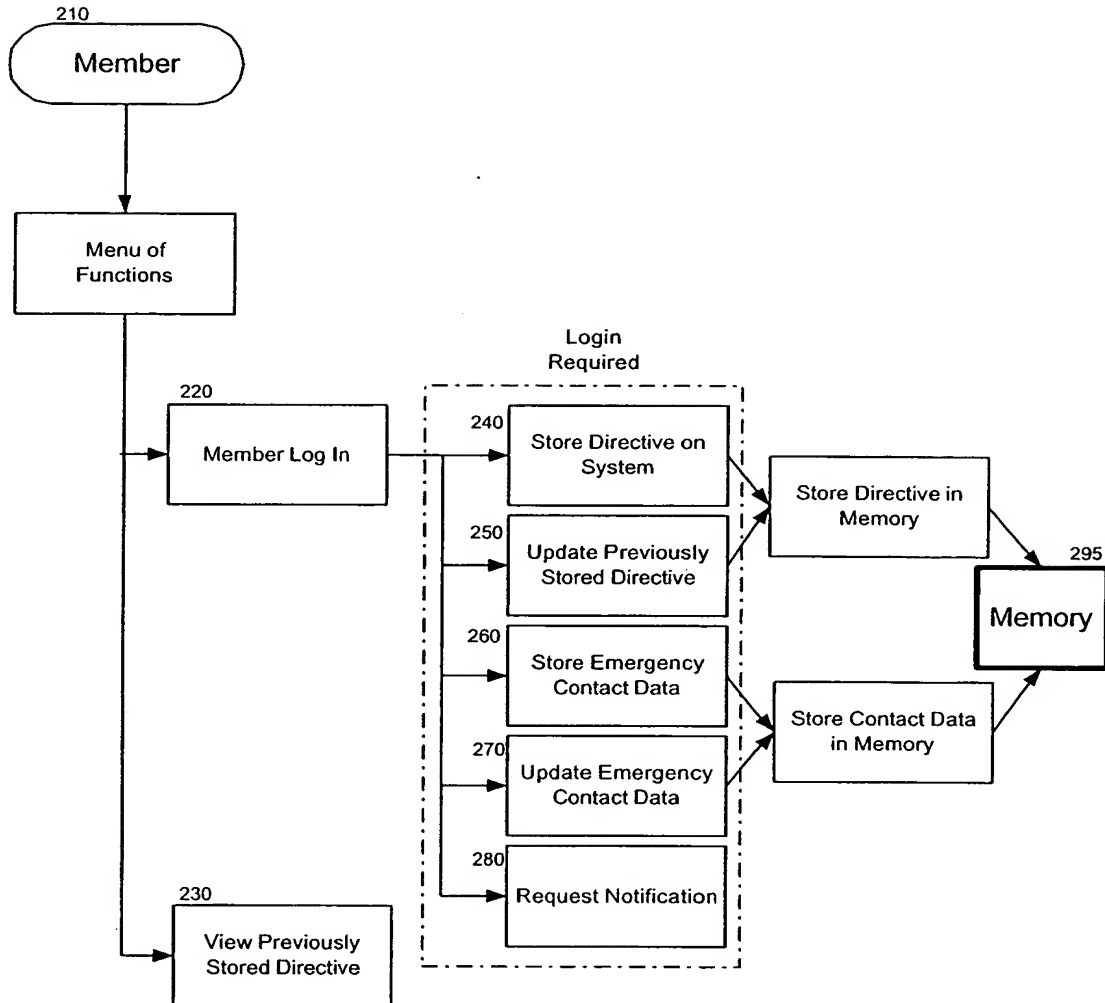 210
Member
Menu of
Functions
Login
Required
220
Member Log In
240
Store Directive on
System
Store Directive in
Memory
250
Update Previously
Stored Directive
295
Memory
260
Store Emergency
Contact Data
Store Contact Data
in Memory
270
Update Emergency
Contact Data
280
Request Notification
230
View Previously
Stored Directive